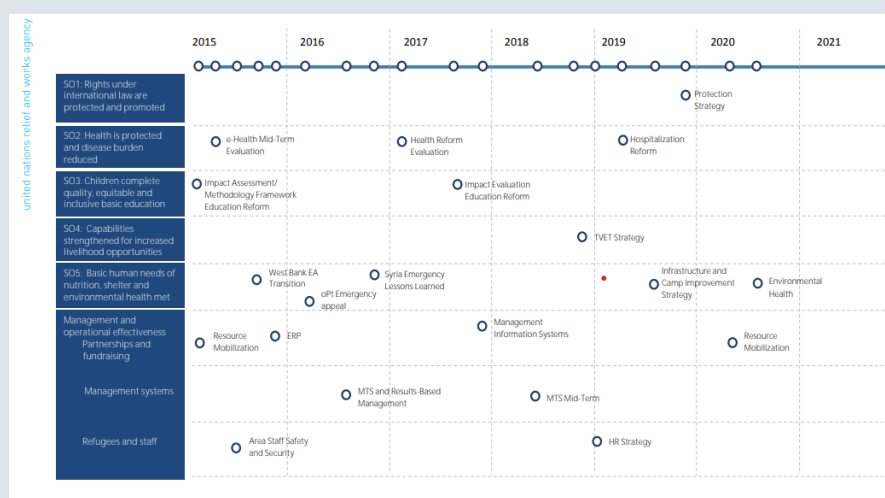 united nations relief and works agency
2015 2016 2017 2018 2019 2020 2021
SO1: Rights under
international law are
protected and promoted
Protection
Strategy
SO2: Health is protected
and disease burden
reduced
e-Health Mid-Term
Evaluation
Health Reform
Evaluation
Hospitalization
Reform
SO3: Children complete
quality, equitable and
inclusive basic education
Impact Assessment/
Methodology Framework
Education Reform
Impact Evaluation
Education Reform
SO4: Capabilities
strengthened for increased
livelihood opportunities
TVET Strategy
SO5: Basic human needs of
nutrition, shelter and
environmental health met
West Bank EA
Transition
oPt Emergency
appeal
Syria Emergency
Lessons Learned
Infrastructure and
Camp Improvement
Strategy
Environmental
Health
Management and
operational effectiveness
Partnerships and
fundraising
Resource
Mobilization
ERP
Management
Information Systems
Resource
Mobilization
Management systems
MTS and Results-Based
Management
MTS Mid-Term
Refugees and staff
Area Staff Safety
and Security
HR Strategy